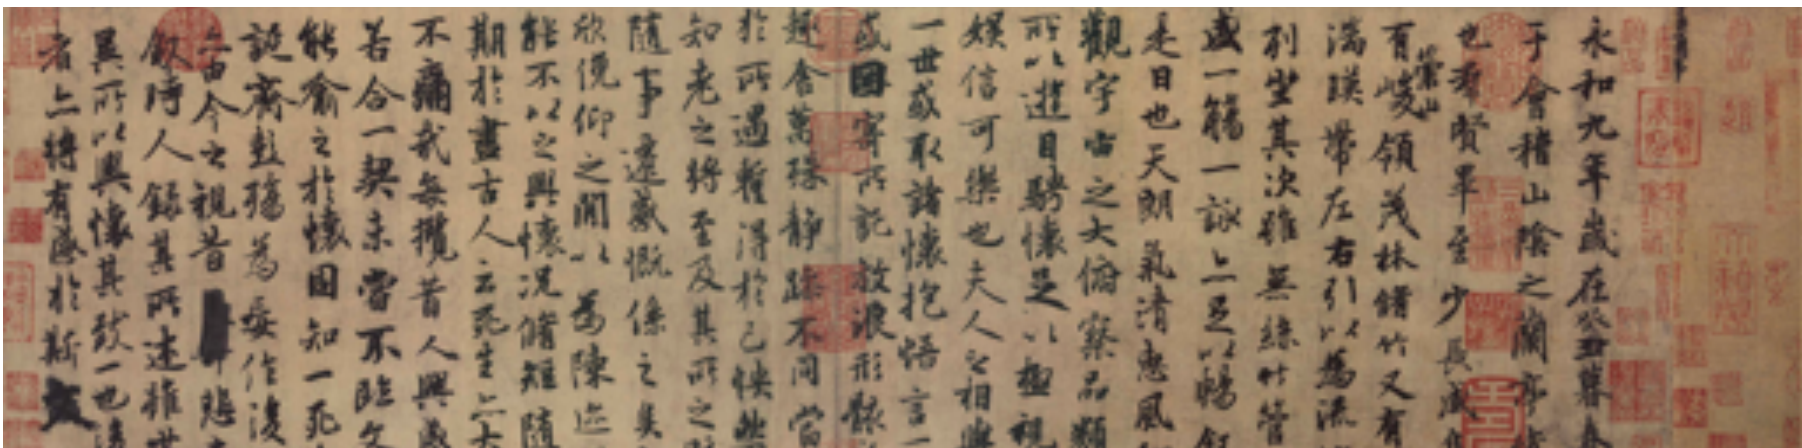 永和九年歲在癸丑暮春
于會稽山陰之蘭亭
也羣賢畢至少長咸
有崇山峻領茂林脩竹又有
湍暎帶左右引以為流
列坐其次雖無絲竹管
盛一觴一詠亦足以暢
是日也天朗氣清惠風
觀宇宙之大俯察品類
所以遊目騁懷足以極視
娛信可樂也夫人之相與
一世或取諸懷抱悟言一
或因寄所託放浪形骸
趣舍萬殊靜躁不同當
於所遇蹔得於己怏然
知老之將至及其所之
隨事遷感慨係之矣
欣俛仰之閒以為陳迹
能不以之興懷況脩短隨
期於盡古人云死生亦大
不痛哉每攬昔人興感
若合一契未嘗不臨文
能喻之於懷固知一死
誕齊彭殤為妄作後
亦由今之視昔悲
敘時人錄其所述雖世
異所以興懷其致一也
者亦將有感於斯文